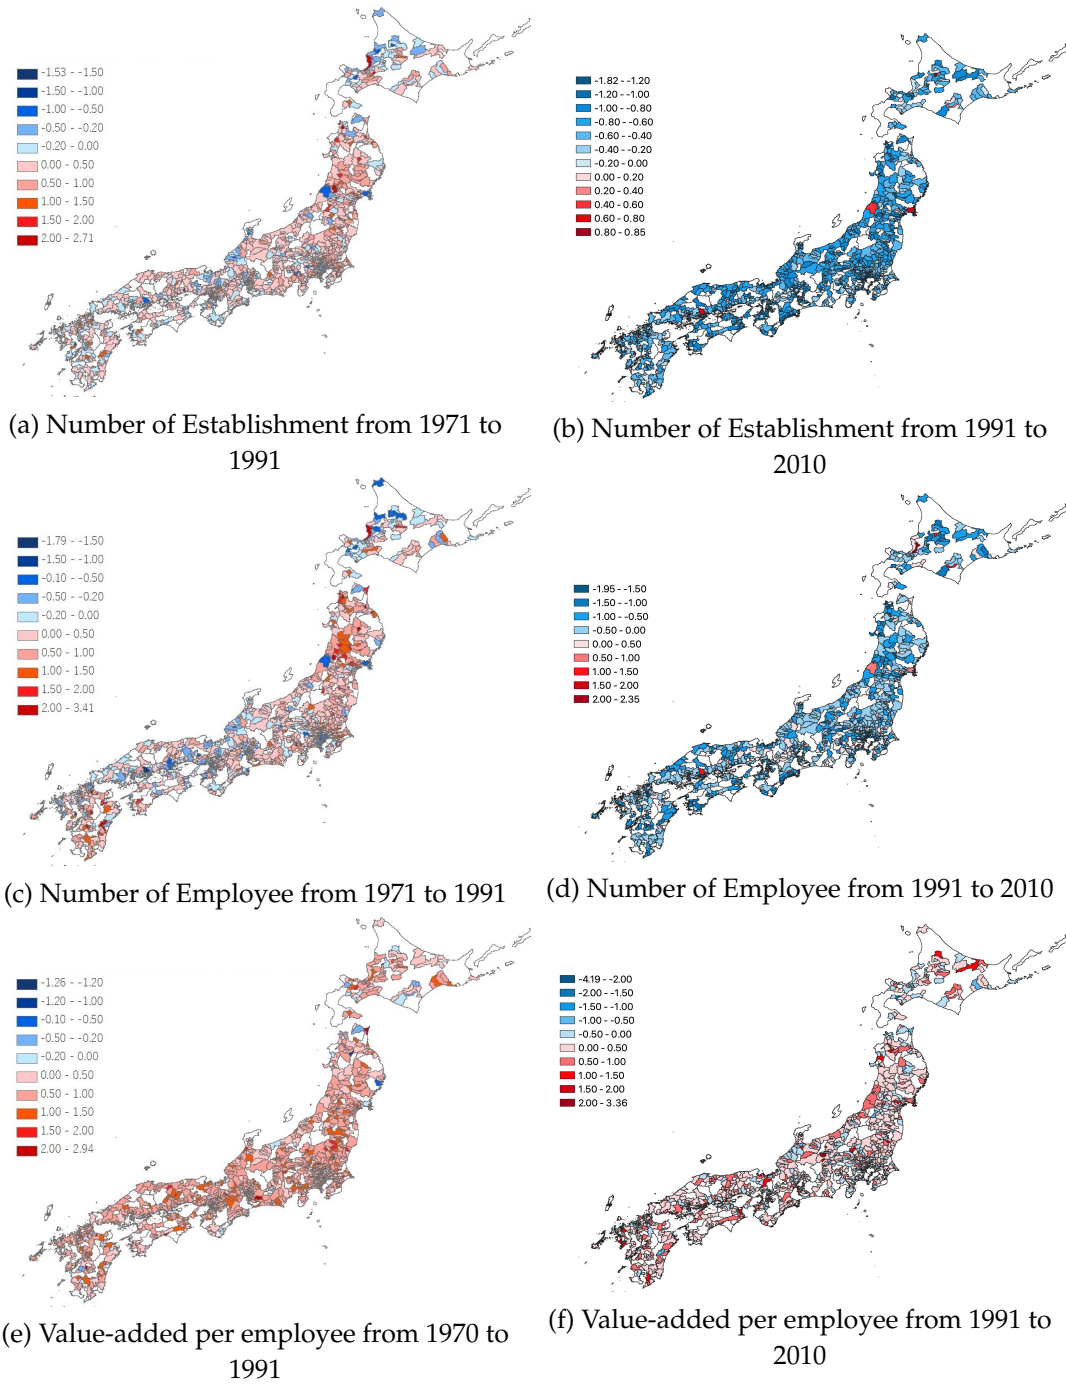 -1.53 - -1.50
-1.50 - -1.00
-1.00 - -0.50
-0.50 - -0.20
-0.20 - 0.00
0.00 - 0.50
0.50 - 1.00
1.00 - 1.50
1.50 - 2.00
2.00 - 2.71
(a) Number of Establishment from 1971 to
1991
-1.82 - -1.20
-1.20 - -1.00
-1.00 - -0.80
-0.80 - -0.60
-0.60 - -0.40
-0.40 - -0.20
-0.20 - 0.00
0.00 - 0.20
0.20 - 0.40
0.40 - 0.60
0.60 - 0.80
0.80 - 0.85
(b) Number of Establishment from 1991 to
2010
-1.79 - -1.50
-1.50 - -1.00
-0.10 - -0.50
-0.50 - -0.20
-0.20 - 0.00
0.00 - 0.50
0.50 - 1.00
1.00 - 1.50
1.50 - 2.00
2.00 - 3.41
(c) Number of Employee from 1971 to 1991
-1.95 - -1.50
-1.50 - -1.00
-1.00 - -0.50
-0.50 - 0.00
0.00 - 0.50
0.50 - 1.00
1.00 - 1.50
1.50 - 2.00
2.00 - 2.35
(d) Number of Employee from 1991 to 2010
-1.26 - -1.20
-1.20 - -1.00
-0.10 - -0.50
-0.50 - -0.20
-0.20 - 0.00
0.00 - 0.50
0.50 - 1.00
1.00 - 1.50
1.50 - 2.00
2.00 - 2.94
(e) Value-added per employee from 1970 to
1991
-4.19 - -2.00
-2.00 - -1.50
-1.50 - -1.00
-1.00 - -0.50
-0.50 - 0.00
0.00 - 0.50
0.50 - 1.00
1.00 - 1.50
1.50 - 2.00
2.00 - 3.36
(f) Value-added per employee from 1991 to
2010